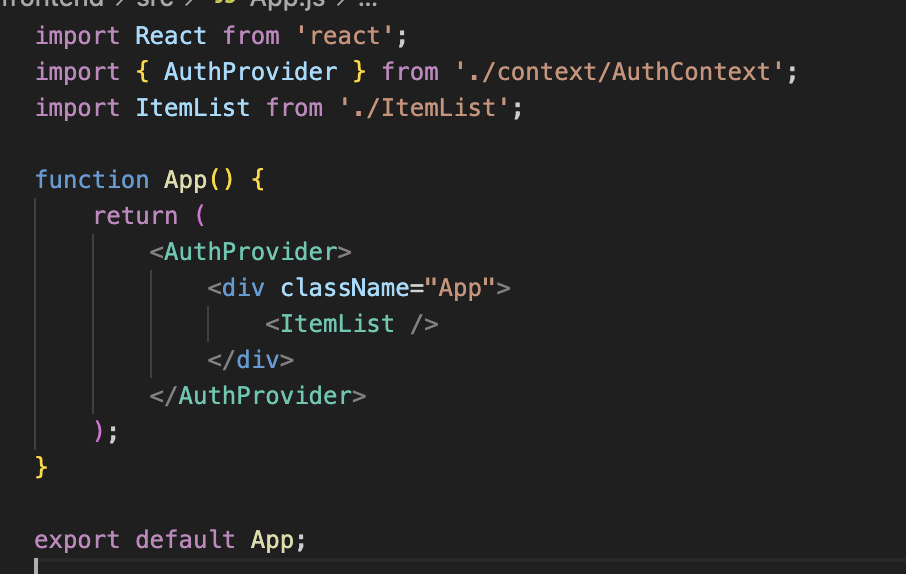 frontend > src > JS App.js > ...
import React from 'react';
import { AuthProvider } from './context/AuthContext';
import ItemList from './ItemList';
function App() {
return (
<AuthProvider>
<div className="App">
<ItemList />
</div>
</AuthProvider>
);
}
export default App;